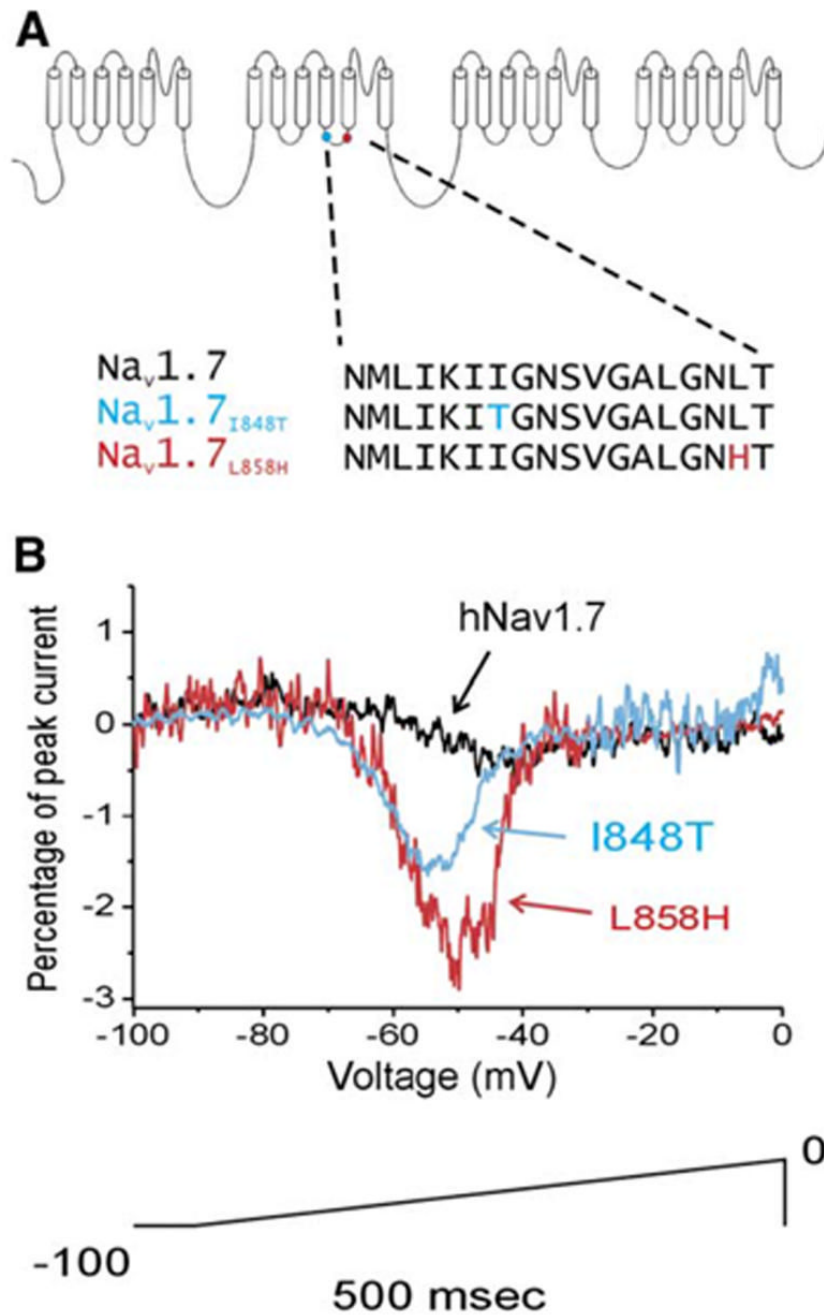 A
Nav1.7 NMLIKIIGNSVGALGNLT
Nav1.7I848T NMLIKITGNSVGALGNLT
Nav1.7L858H NMLIKIIGNSVGALGNHT
B
Percentage of peak current
1
0
-1
-2
-3
hNav1.7
I848T
L858H
-100 -80 -60 -40 -20 0
Voltage (mV)
0
-100
500 msec